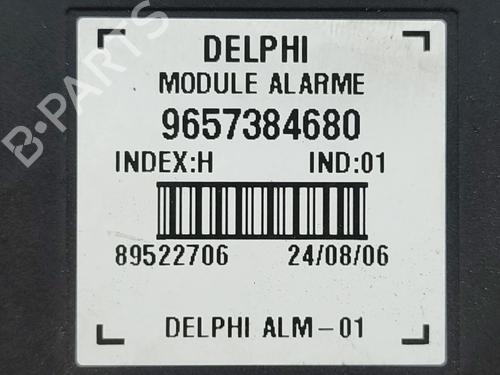 DELPHI
MODULE ALARME
9657384680
INDEX:H IND:01
89522706 24/08/06
DELPHI ALM-01
B-PARTS